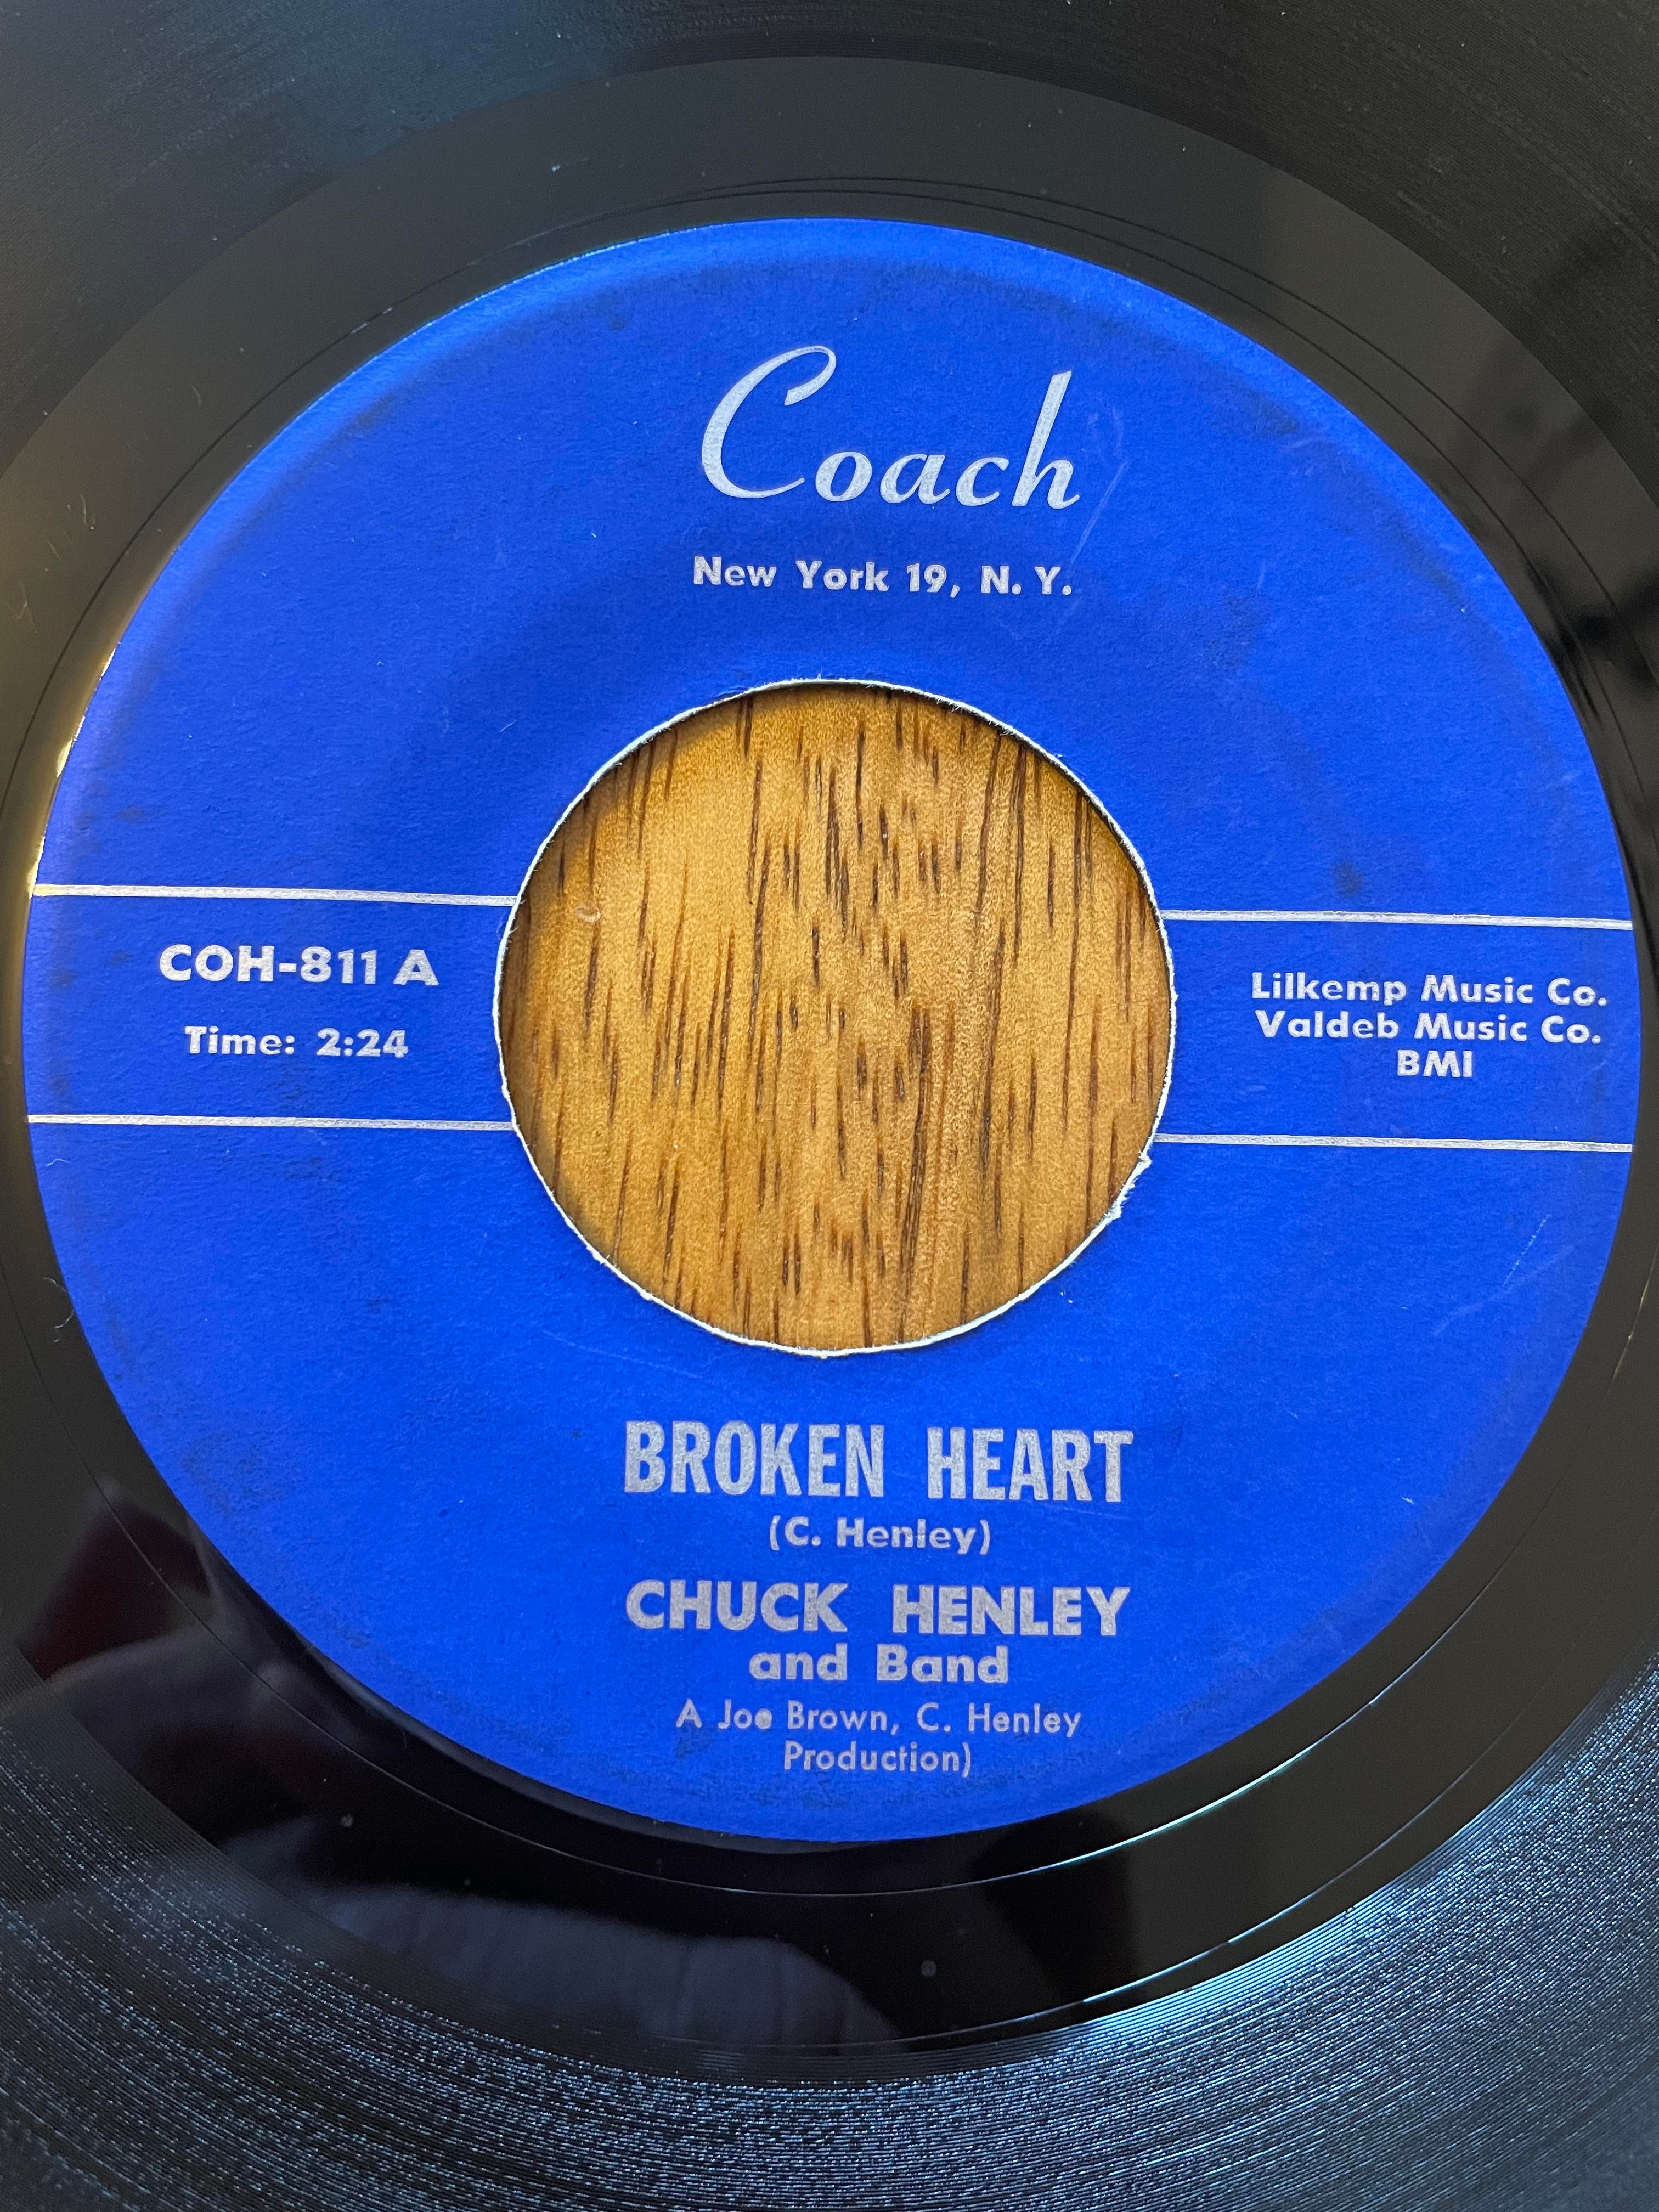 Coach
New York 19, N. Y.
COH-811 A
Time: 2:24
Lilkemp Music Co.
Valdeb Music Co.
BMI
BROKEN HEART
(C. Henley)
CHUCK HENLEY
and Band
A Joe Brown, C. Henley
Production)